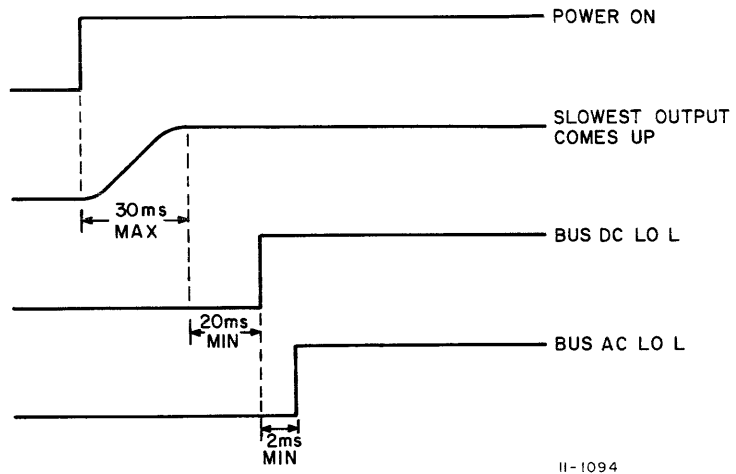 POWER ON
SLOWEST OUTPUT
COMES UP
30ms
MAX
BUS DC LO L
20ms
MIN
BUS AC LO L
2ms
MIN
11-1094